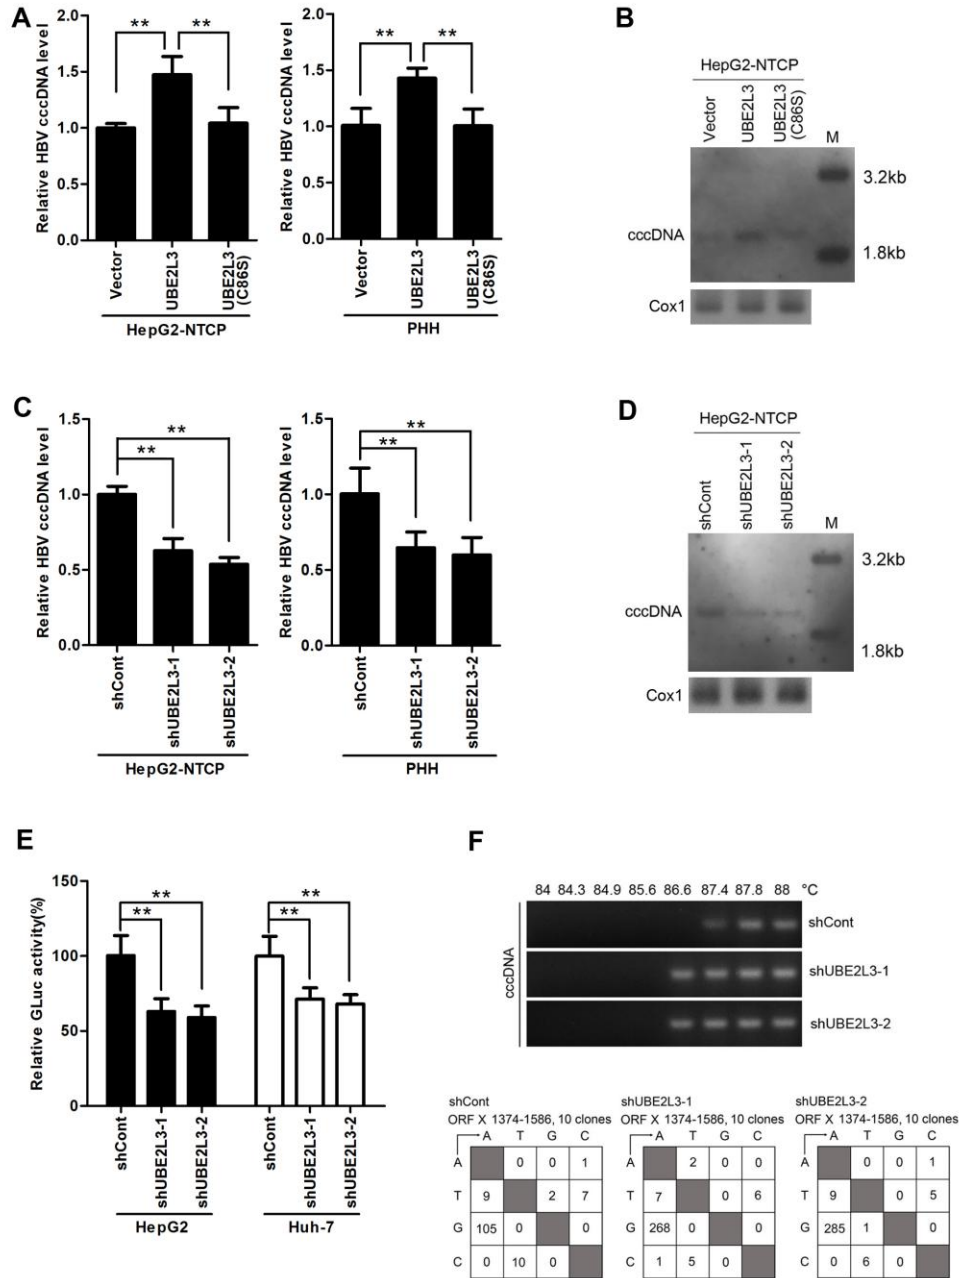 A
Relative HBV cccDNA level
2.0
1.5
1.0
0.5
0.0
**
**
Vector
UBE2L3
UBE2L3
(C86S)
HepG2-NTCP
Relative HBV cccDNA level
2.0
1.5
1.0
0.5
0.0
**
**
Vector
UBE2L3
UBE2L3
(C86S)
PHH
B
HepG2-NTCP
Vector
UBE2L3
UBE2L3
(C86S)
M
3.2kb
cccDNA
1.8kb
Cox1
C
Relative HBV cccDNA level
1.5
1.0
0.5
0.0
**
**
shCont
shUBE2L3-1
shUBE2L3-2
HepG2-NTCP
Relative HBV cccDNA level
1.5
1.0
0.5
0.0
**
**
shCont
shUBE2L3-1
shUBE2L3-2
PHH
D
HepG2-NTCP
shCont
shUBE2L3-1
shUBE2L3-2
M
3.2kb
cccDNA
1.8kb
Cox1
E
Relative GLuc activity(%)
150
100
50
0
**
**
**
**
shCont
shUBE2L3-1
shUBE2L3-2
HepG2
shCont
shUBE2L3-1
shUBE2L3-2
Huh-7
F
84 84.3 84.9 85.6 86.6 87.4 87.8 88 °C
cccDNA
shCont
shUBE2L3-1
shUBE2L3-2
shCont
ORF X 1374-1586, 10 clones
A T G C
A 0 0 1
T 9 2 7
G 105 0 0
C 0 10 0
shUBE2L3-1
ORF X 1374-1586, 10 clones
A T G C
A 2 0 0
T 7 0 6
G 268 0 0
C 1 5 0
shUBE2L3-2
ORF X 1374-1586, 10 clones
A T G C
A 0 0 1
T 9 0 5
G 285 1 0
C 0 6 0